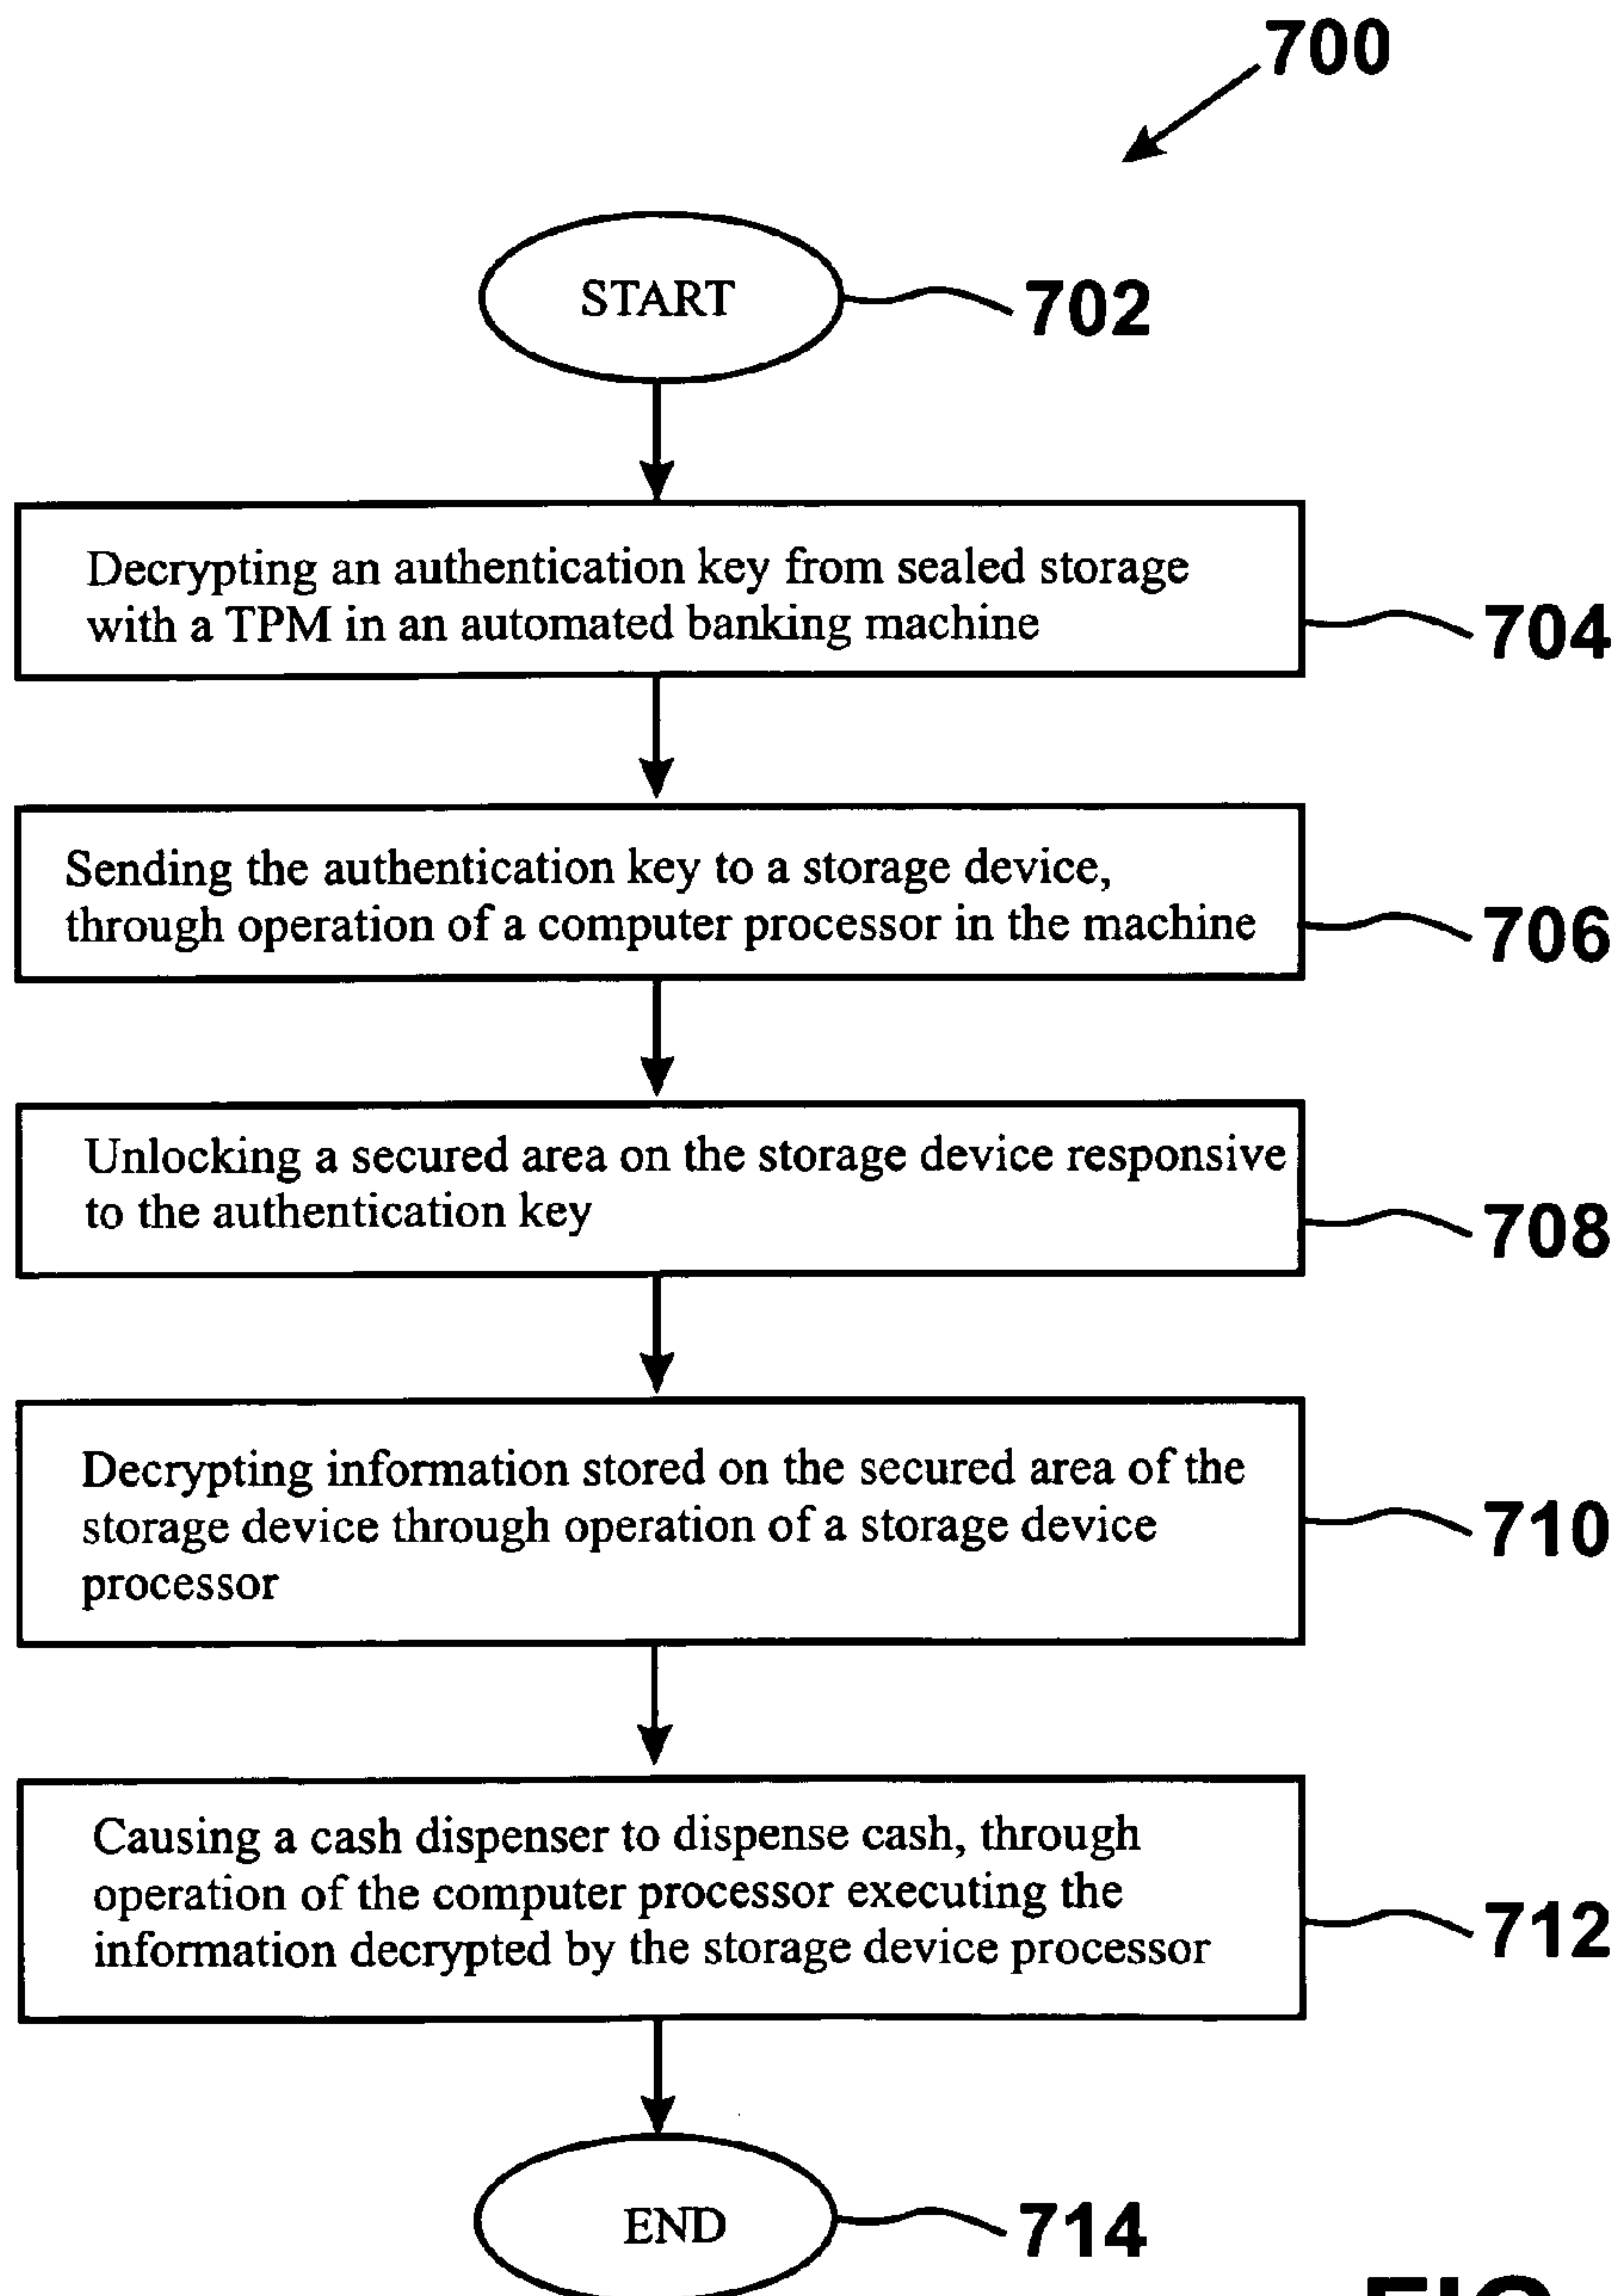 700
START
702
Decrypting an authentication key from sealed storage
with a TPM in an automated banking machine
704
Sending the authentication key to a storage device,
through operation of a computer processor in the machine
706
Unlocking a secured area on the storage device responsive
to the authentication key
708
Decrypting information stored on the secured area of the
storage device through operation of a storage device
processor
710
Causing a cash dispenser to dispense cash, through
operation of the computer processor executing the
information decrypted by the storage device processor
712
END
714